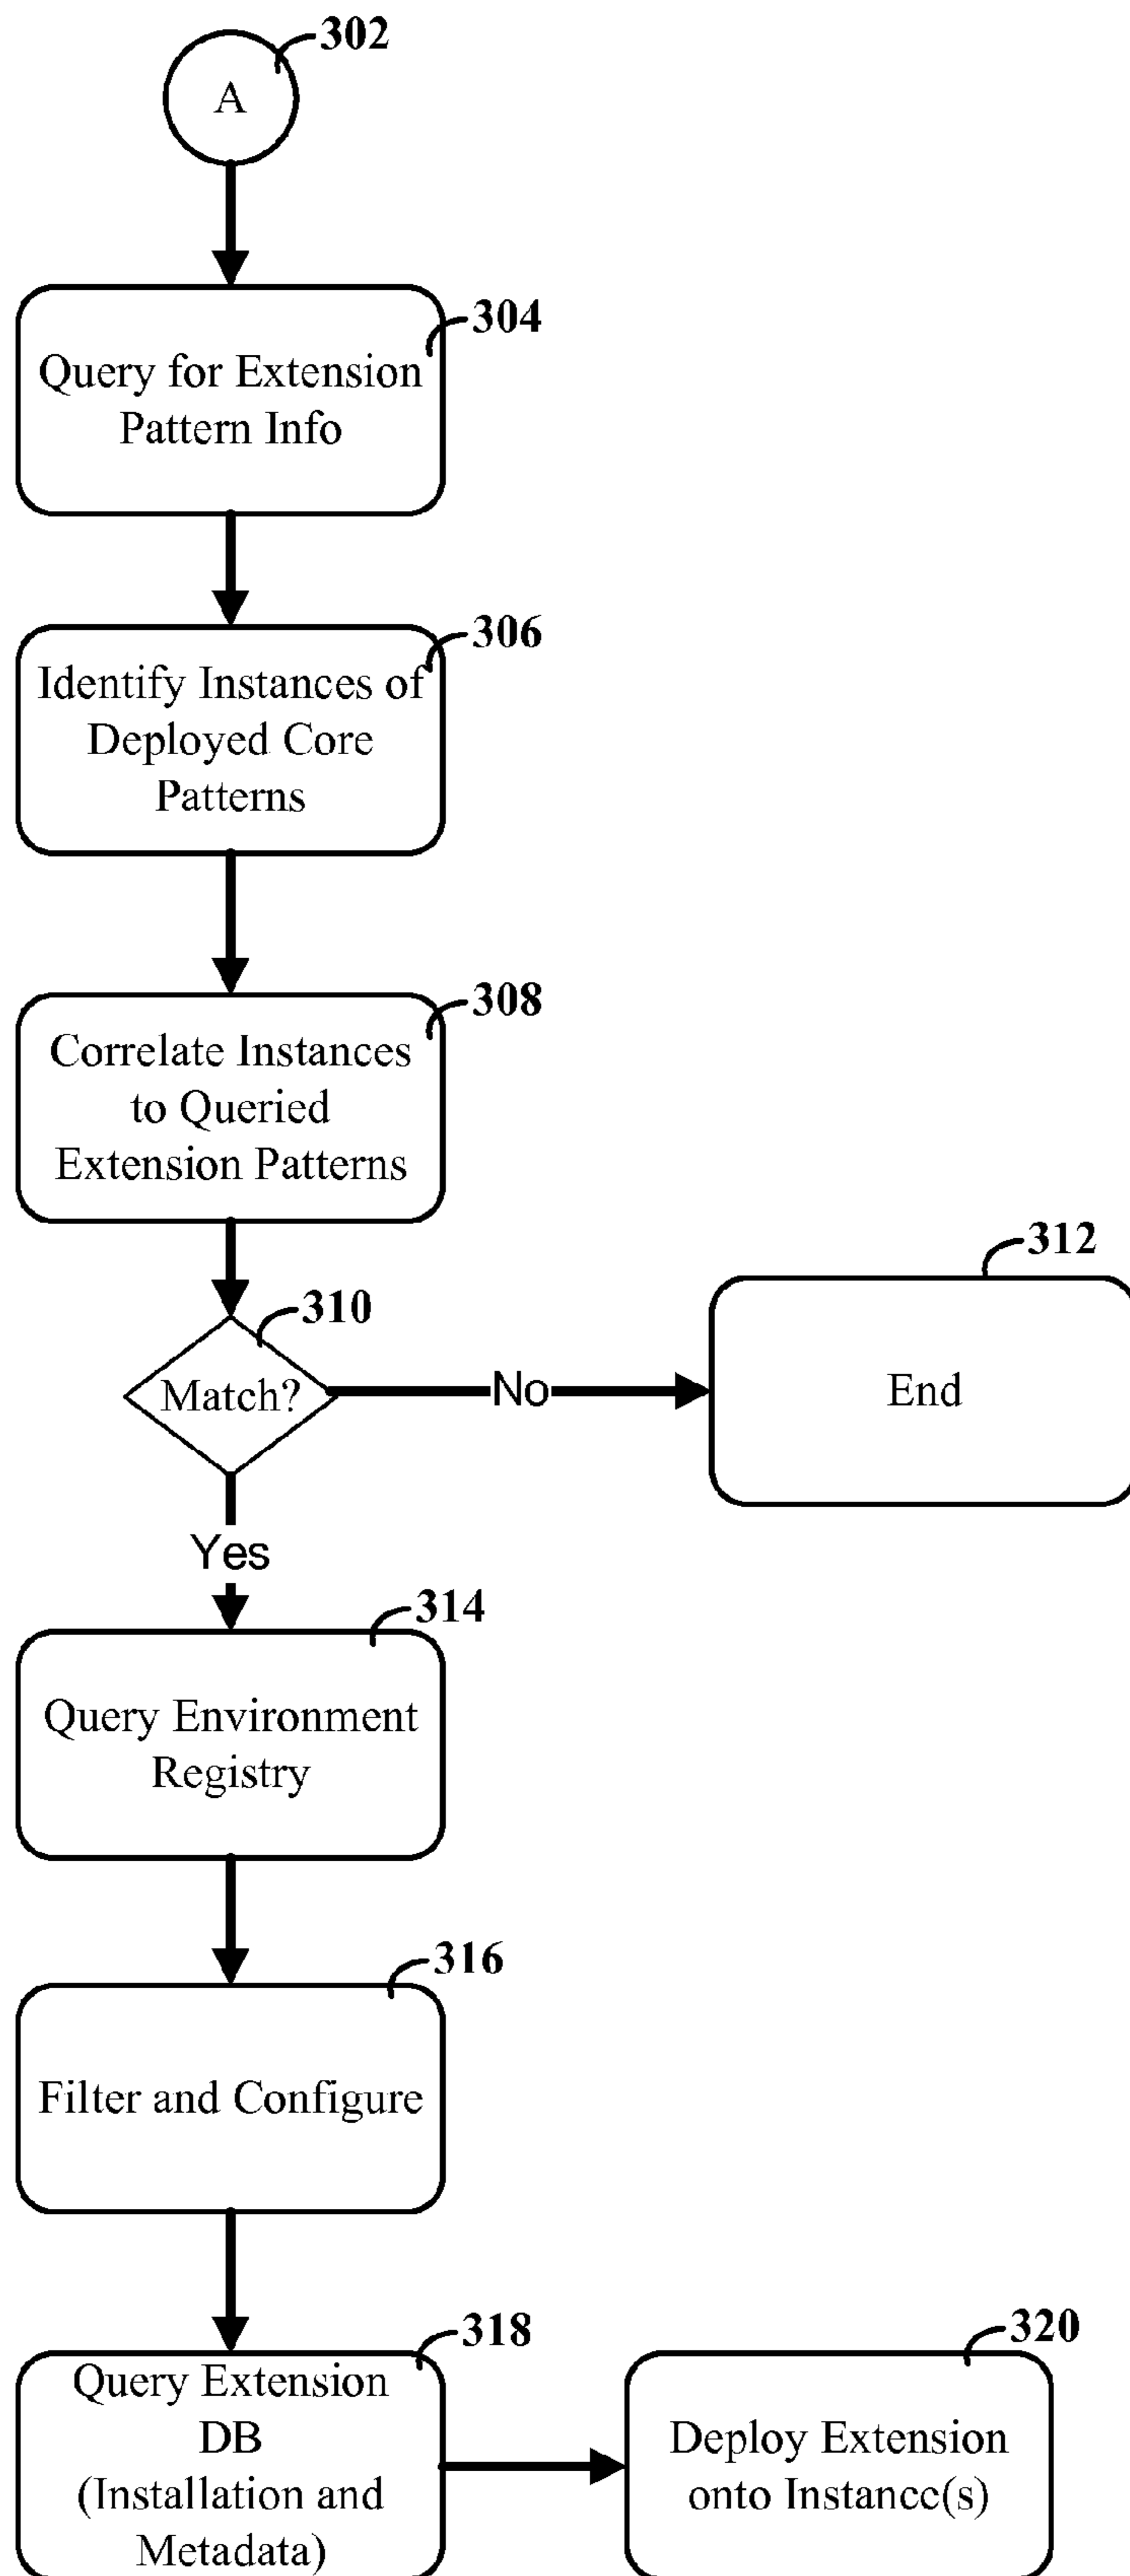 302
A
304
Query for Extension
Pattern Info
306
Identify Instances of
Deployed Core
Patterns
308
Correlate Instances
to Queried
Extension Patterns
312
310
Match?
No
End
Yes
314
Query Environment
Registry
316
Filter and Configure
318
Query Extension
DB
(Installation and
Metadata)
320
Deploy Extension
onto Instance(s)